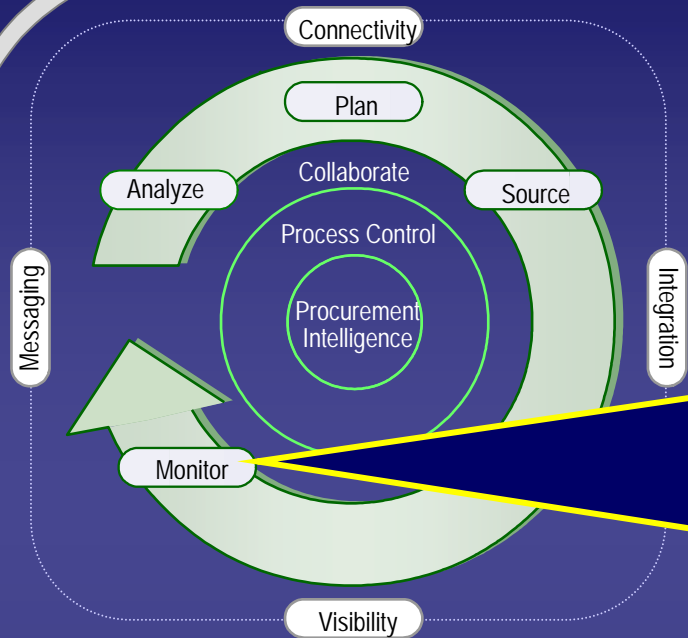 Connectivity
Plan
Analyze
Collaborate
Source
Process Control
Messaging
Procurement
Intelligence
Integration
Monitor
Visibility